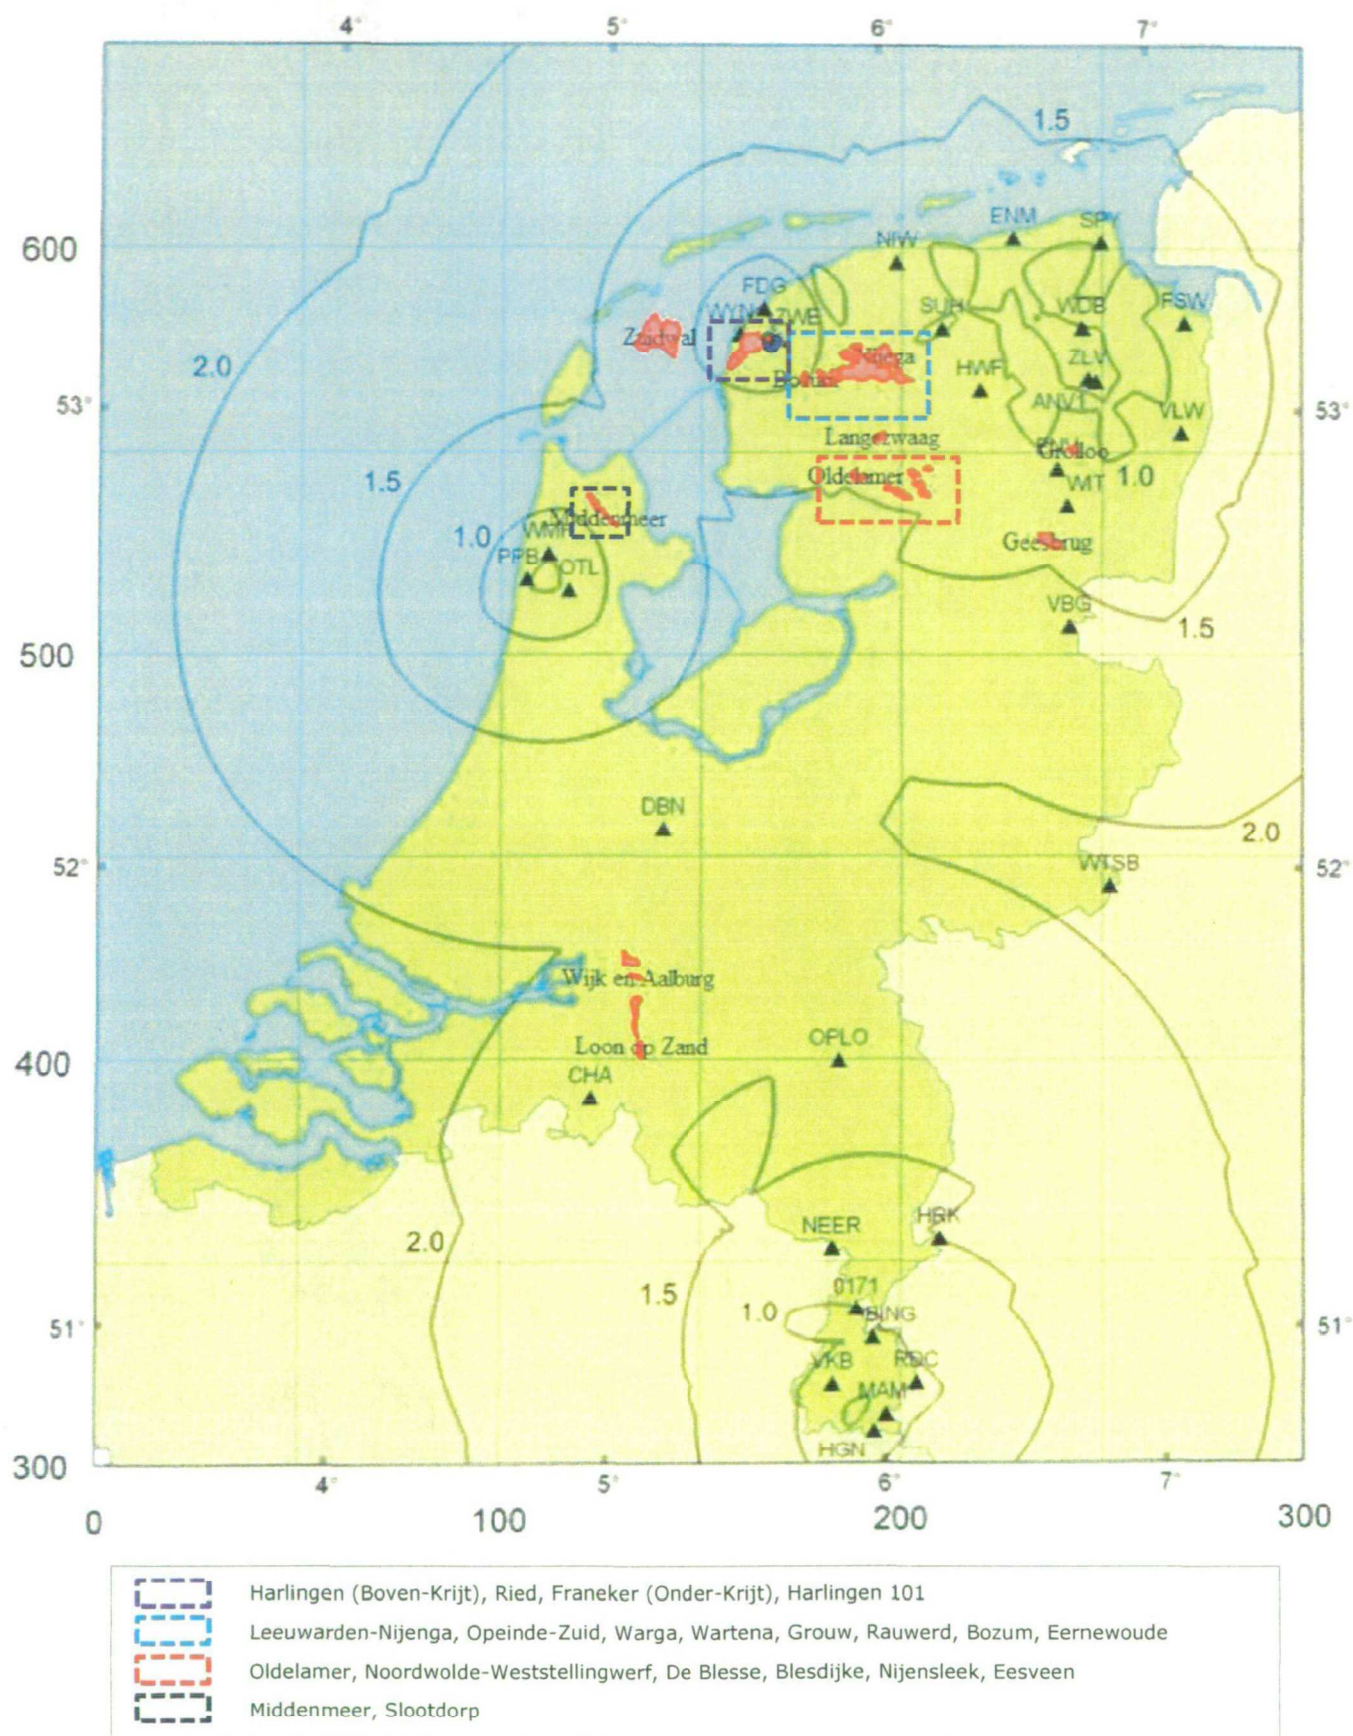 4° 5° 6° 7°
1.5
ENM SPY
600
NIW
FDG
WYN ZWE SUH WDB FSW
Zuidwal
2.0
Nijega ZLV
HWF
Bozum
53° ANV1 53°
VLW
Langezwaag
Grolloo
1.5 Oldelamer 1.0
WIT
Middenmeer
1.0 WMH Geesbrug
PPB OTL
VBG
1.5
500
DBN
2.0
52° WTSB 52°
Wijk en Aalburg
OPLO
Loon op Zand
400
CHA
NEER HRK
2.0
0171
1.5 1.0 BING
51° 51°
VKB RDC
MAM
HGN
300
4° 5° 6° 7°
0 100 200 300
Harlingen (Boven-Krijt), Ried, Franeker (Onder-Krijt), Harlingen 101
Leeuwarden-Nijenga, Opeinde-Zuid, Warga, Wartena, Grouw, Rauwerd, Bozum, Eernewoude
Oldelamer, Noordwolde-Weststellingwerf, De Blesse, Blesdijke, Nijensleek, Eesveen
Middenmeer, Slootdorp